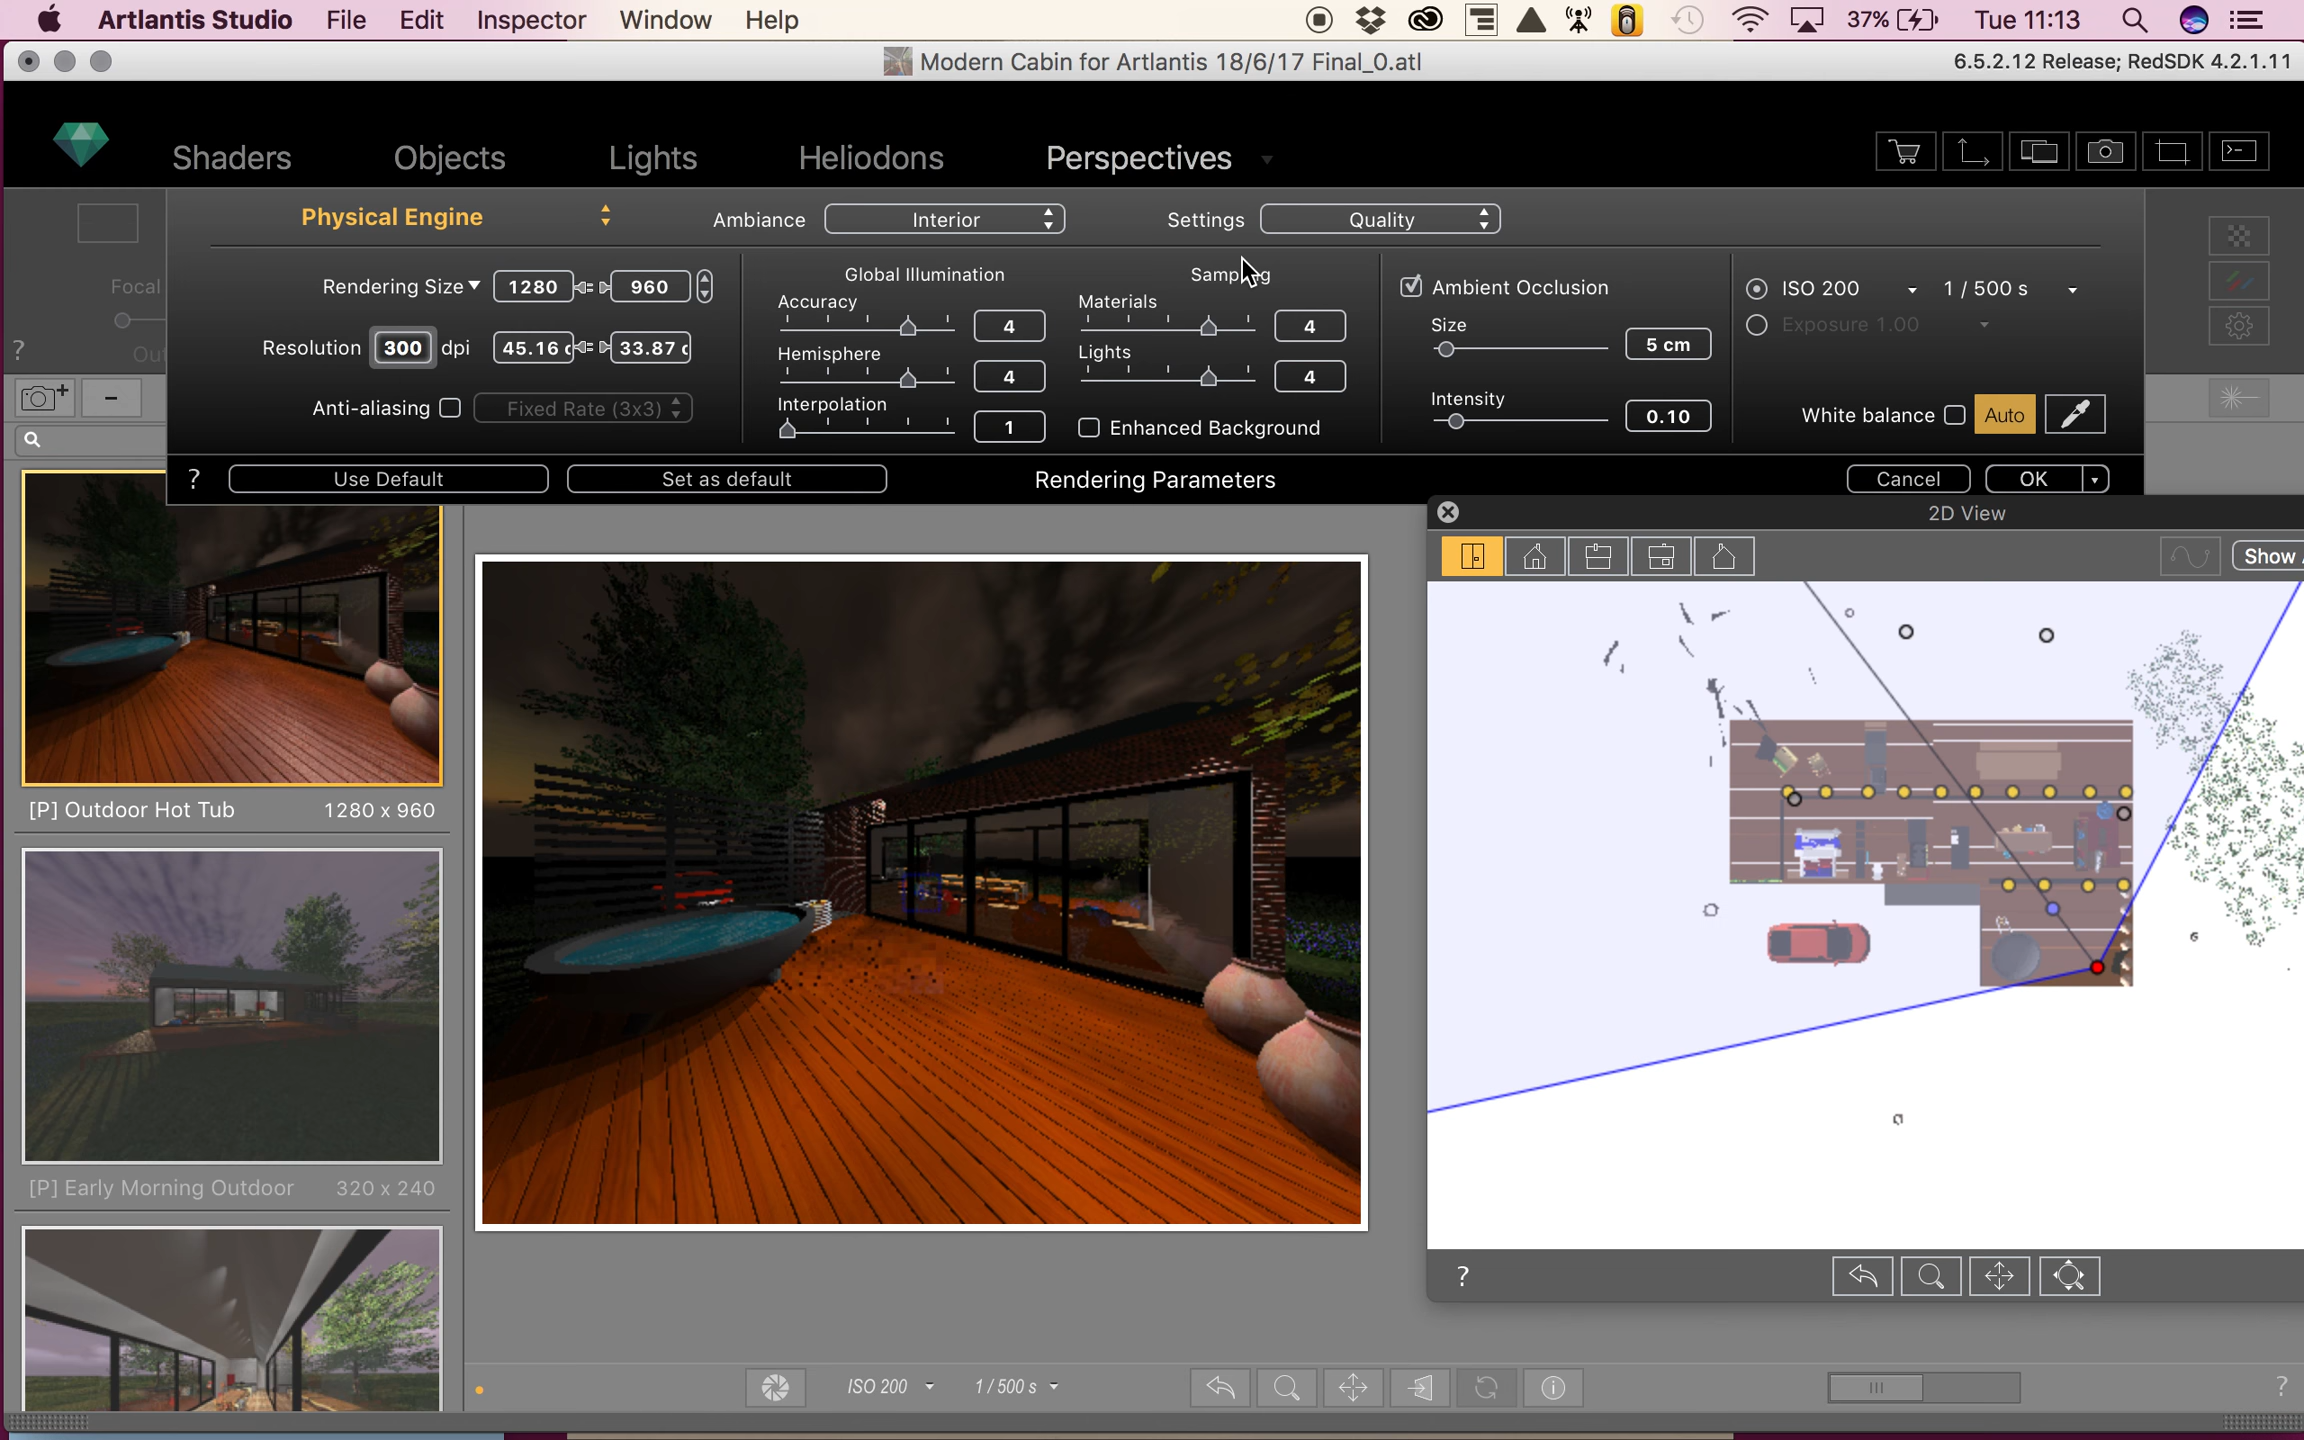 Artlantis Studio File Edit Inspector Window Help 37% Tue 11:13
Modern Cabin for Artlantis 18/6/17 Final_0.atl 6.5.2.12 Release; RedSDK 4.2.1.11
Shaders Objects Lights Heliodons Perspectives
Physical Engine Ambiance Interior Settings Quality
Global Illumination Sampling
Focal Rendering Size 1280 960 Accuracy 4 Materials 4 Ambient Occlusion ISO 200 1 / 500 s
Size 5 cm Exposure 1.00
? Resolution 300 dpi 45.16 33.87 Hemisphere 4 Lights 4
Intensity 0.10
- Anti-aliasing Fixed Rate (3x3) Interpolation 1 Enhanced Background White balance Auto
? Use Default Set as default Rendering Parameters Cancel OK
2D View
Show
[P] Outdoor Hot Tub 1280 x 960
[P] Early Morning Outdoor 320 x 240
?
ISO 200 1 / 500 s ?